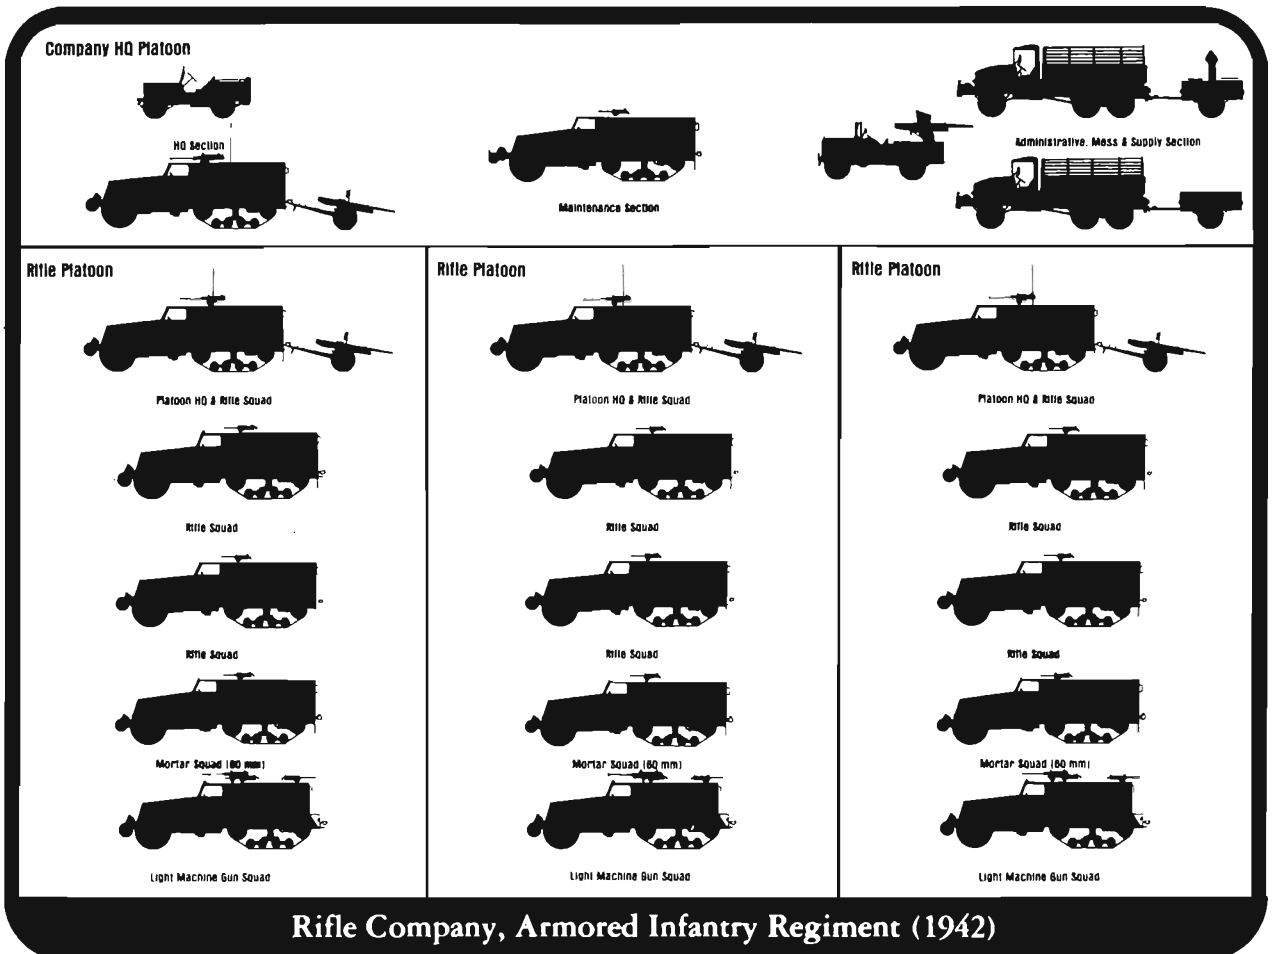 Company HQ Platoon
HQ Section
Maintenance Section
Administrative, Mess & Supply Section
Rifle Platoon
Platoon HQ & Rifle Squad
Rifle Squad
Rifle Squad
Mortar Squad (60 mm)
Light Machine Gun Squad
Rifle Platoon
Platoon HQ & Rifle Squad
Rifle Squad
Rifle Squad
Mortar Squad (60 mm)
Light Machine Gun Squad
Rifle Platoon
Platoon HQ & Rifle Squad
Rifle Squad
Rifle Squad
Mortar Squad (60 mm)
Light Machine Gun Squad
Rifle Company, Armored Infantry Regiment (1942)